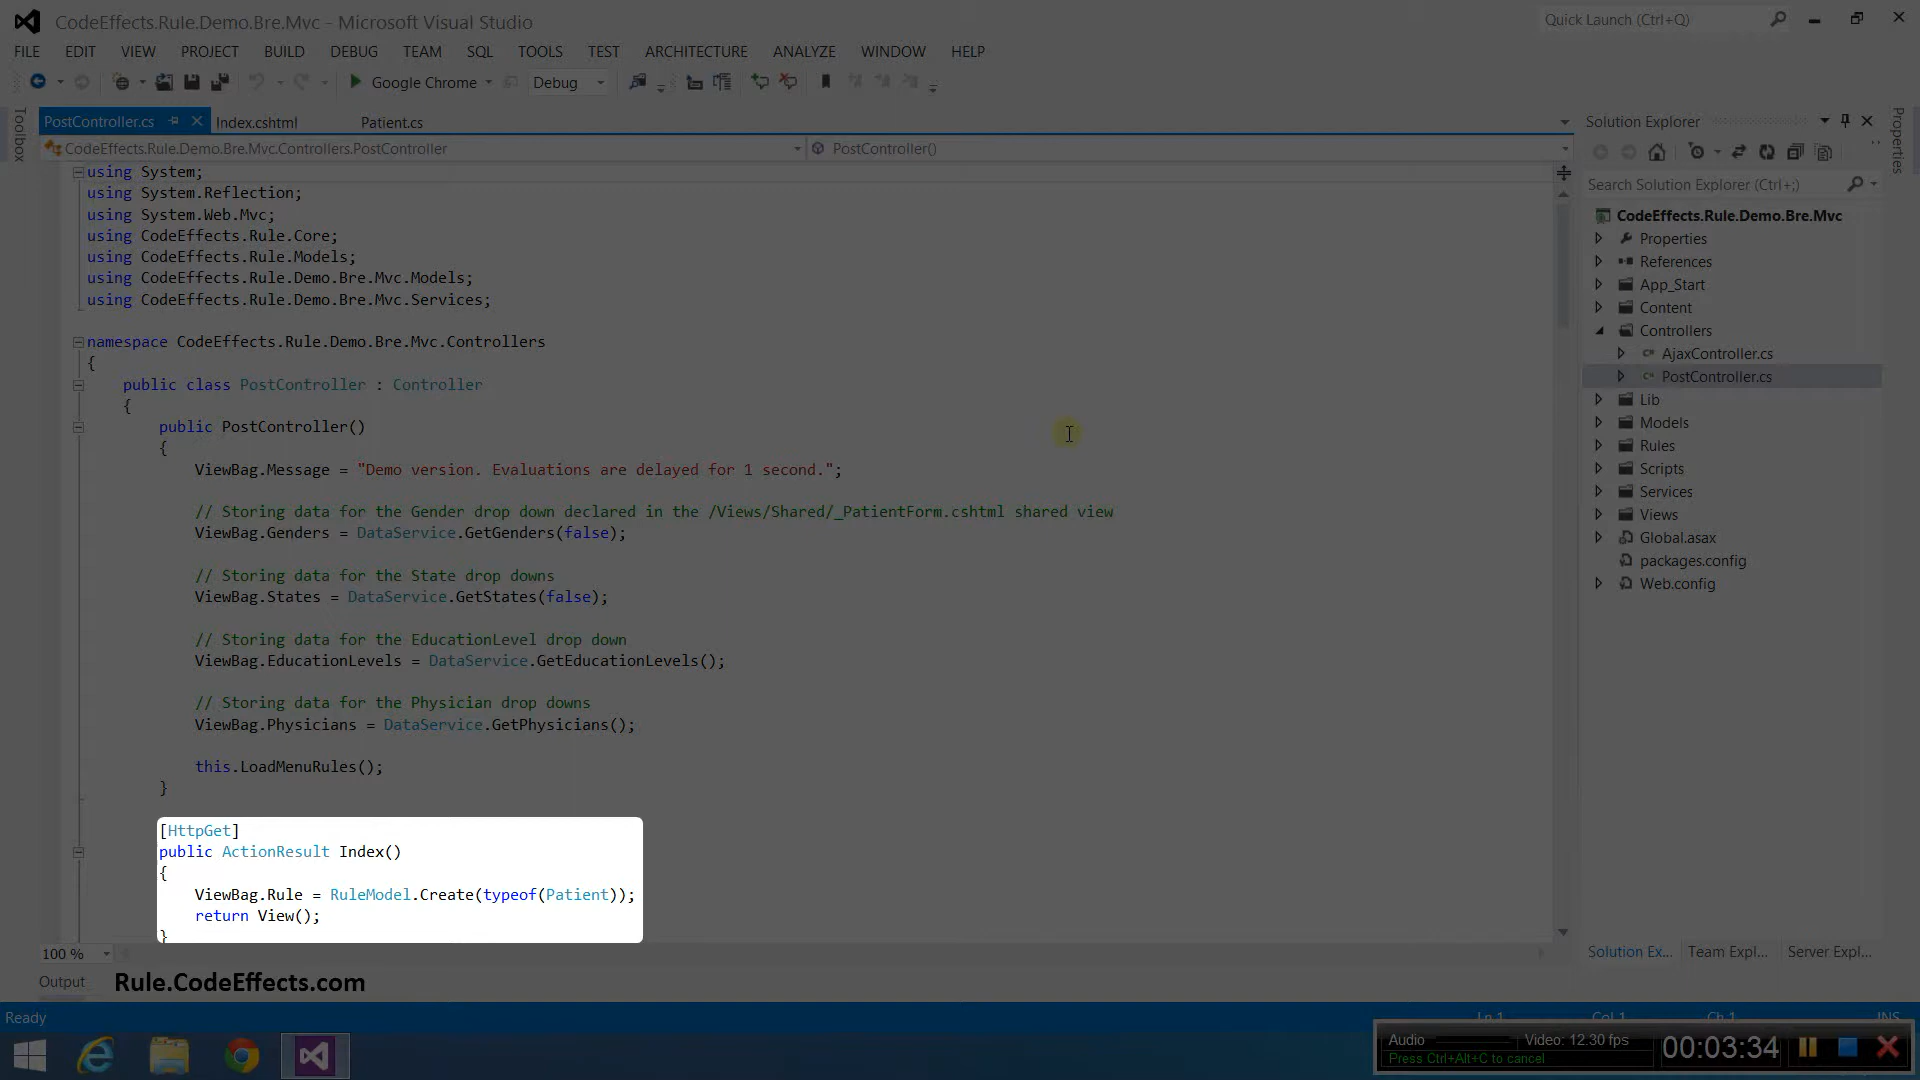 CodeEffects.Rule.Demo.Bre.Mvc - Microsoft Visual Studio
Quick Launch (Ctrl+Q)
FILE EDIT VIEW PROJECT BUILD DEBUG TEAM SQL TOOLS TEST ARCHITECTURE ANALYZE WINDOW HELP
Google Chrome Debug
Toolbox
PostController.cs Index.cshtml Patient.cs
CodeEffects.Rule.Demo.Bre.Mvc.Controllers.PostController PostController()
using System;
using System.Reflection;
using System.Web.Mvc;
using CodeEffects.Rule.Core;
using CodeEffects.Rule.Models;
using CodeEffects.Rule.Demo.Bre.Mvc.Models;
using CodeEffects.Rule.Demo.Bre.Mvc.Services;
namespace CodeEffects.Rule.Demo.Bre.Mvc.Controllers
{
public class PostController : Controller
{
public PostController()
{
ViewBag.Message = "Demo version. Evaluations are delayed for 1 second.";
// Storing data for the Gender drop down declared in the /Views/Shared/_PatientForm.cshtml shared view
ViewBag.Genders = DataService.GetGenders(false);
// Storing data for the State drop downs
ViewBag.States = DataService.GetStates(false);
// Storing data for the EducationLevel drop down
ViewBag.EducationLevels = DataService.GetEducationLevels();
// Storing data for the Physician drop downs
ViewBag.Physicians = DataService.GetPhysicians();
this.LoadMenuRules();
}
[HttpGet]
public ActionResult Index()
{
ViewBag.Rule = RuleModel.Create(typeof(Patient));
return View();
}
100 %
Output
Rule.CodeEffects.com
Solution Explorer
Search Solution Explorer (Ctrl+;)
CodeEffects.Rule.Demo.Bre.Mvc
Properties
References
App_Start
Content
Controllers
AjaxController.cs
PostController.cs
Lib
Models
Rules
Scripts
Services
Views
Global.asax
packages.config
Web.config
Solution Ex... Team Expl... Server Expl...
Properties
Ready Ln 1 Col 1 Ch 1 INS
Audio Video: 12.30 fps 00:03:34
Press Ctrl+Alt+C to cancel